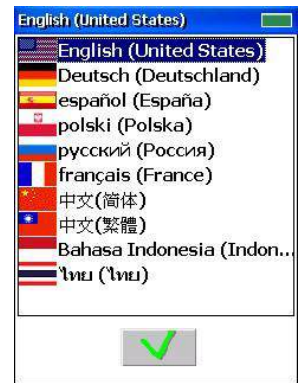 English (United States)
English (United States)
Deutsch (Deutschland)
español (España)
polski (Polska)
русский (Россия)
français (France)
中文(简体)
中文(繁體)
Bahasa Indonesia (Indon...
ไทย (ไทย)